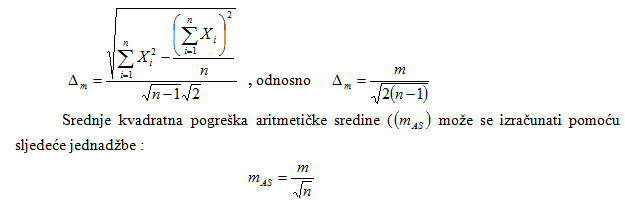 $$\Delta_m = \frac{\sqrt{\sum_{i=1}^{n} X_i^2 - \frac{\left(\sum_{i=1}^{n} X_i\right)^2}{n}}}{\sqrt{n-1}\sqrt{2}}$$ , odnosno $$\Delta_m = \frac{m}{\sqrt{2(n-1)}}$$
Srednje kvadratna pogreška aritmetičke sredine (($m_{AS}$) može se izračunati pomoću
sljedeće jednadžbe :
$$m_{AS} = \frac{m}{\sqrt{n}}$$